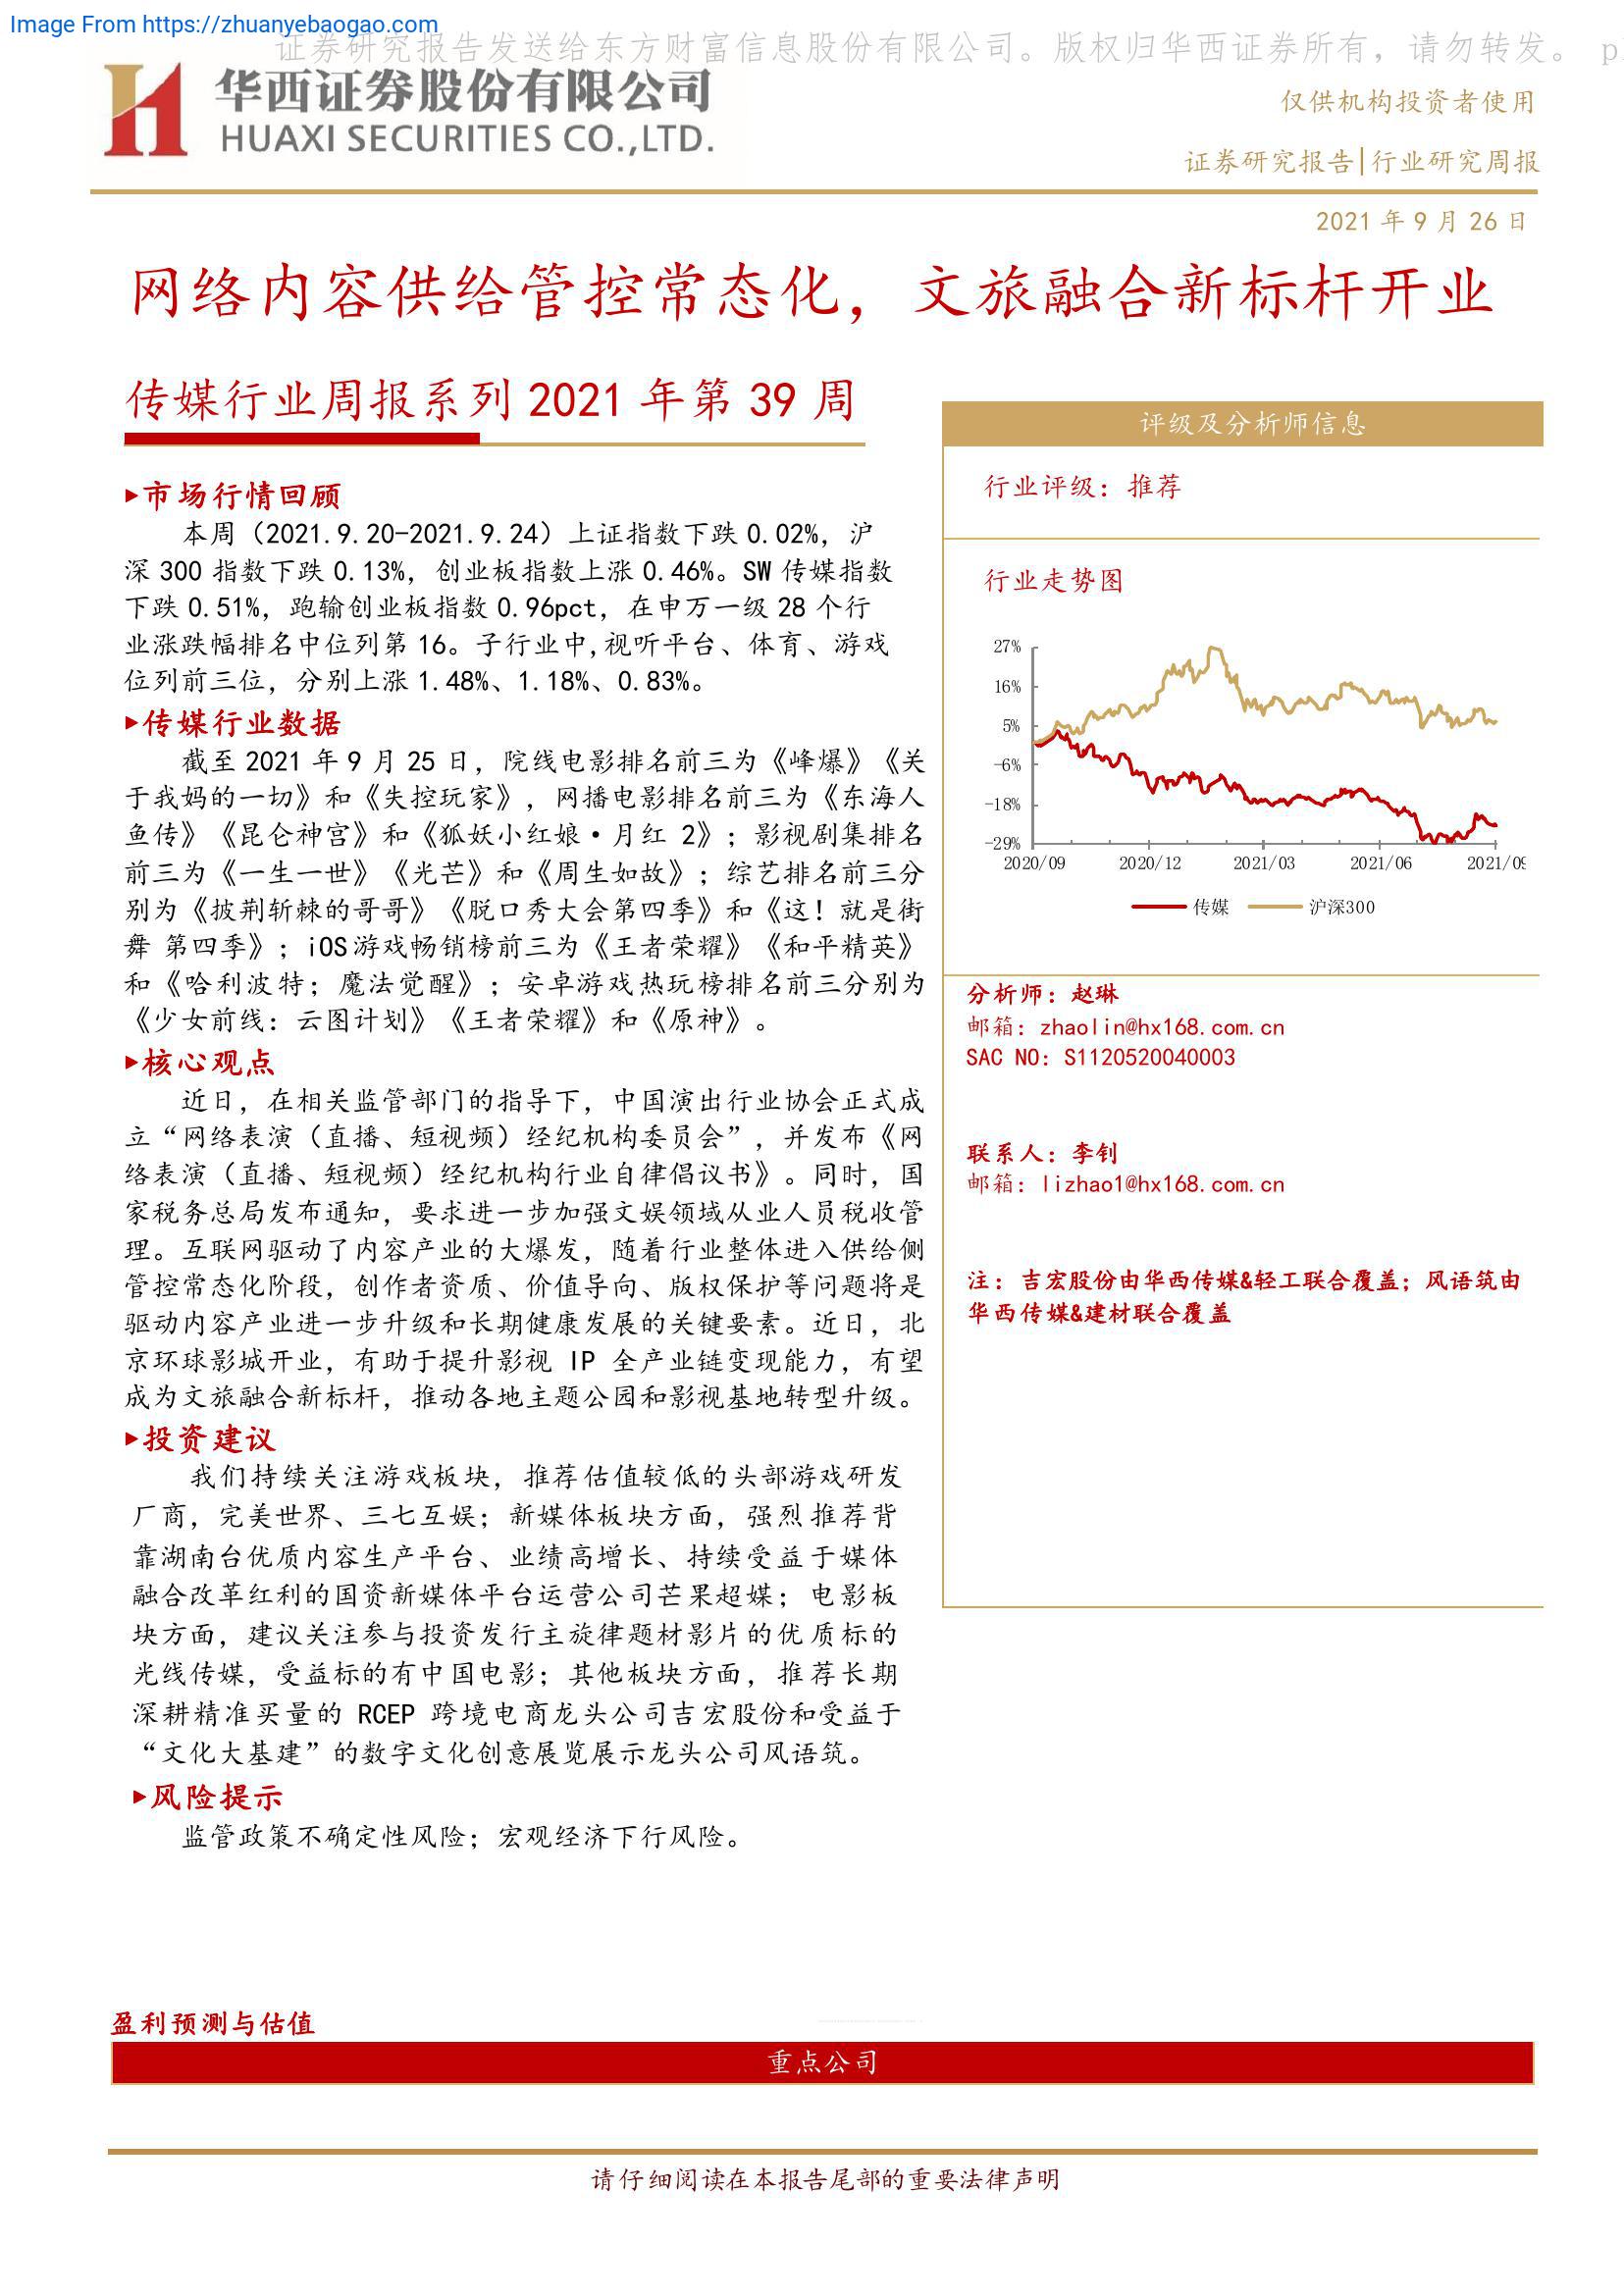 Image From https://zhuanyebaogao.com
证券研究报告发送给东方财富信息股份有限公司。版权归华西证券所有，请勿转发。 p
华西证券股份有限公司
HUAXI SECURITIES CO.,LTD.
仅供机构投资者使用
证券研究报告|行业研究周报
2021 年 9 月 26 日
网络内容供给管控常态化，文旅融合新标杆开业
传媒行业周报系列 2021 年第 39 周
▸市场行情回顾
本周（2021.9.20-2021.9.24）上证指数下跌 0.02%，沪
深 300 指数下跌 0.13%，创业板指数上涨 0.46%。SW 传媒指数
下跌 0.51%，跑输创业板指数 0.96pct，在申万一级 28 个行
业涨跌幅排名中位列第 16。子行业中,视听平台、体育、游戏
位列前三位，分别上涨 1.48%、1.18%、0.83%。
▸传媒行业数据
截至 2021 年 9 月 25 日，院线电影排名前三为《峰爆》《关
于我妈的一切》和《失控玩家》，网播电影排名前三为《东海人
鱼传》《昆仑神宫》和《狐妖小红娘·月红 2》；影视剧集排名
前三为《一生一世》《光芒》和《周生如故》；综艺排名前三分
别为《披荆斩棘的哥哥》《脱口秀大会第四季》和《这！就是街
舞 第四季》；iOS游戏畅销榜前三为《王者荣耀》《和平精英》
和《哈利波特；魔法觉醒》；安卓游戏热玩榜排名前三分别为
《少女前线：云图计划》《王者荣耀》和《原神》。
▸核心观点
近日，在相关监管部门的指导下，中国演出行业协会正式成
立“网络表演（直播、短视频）经纪机构委员会”，并发布《网
络表演（直播、短视频）经纪机构行业自律倡议书》。同时，国
家税务总局发布通知，要求进一步加强文娱领域从业人员税收管
理。互联网驱动了内容产业的大爆发，随着行业整体进入供给侧
管控常态化阶段，创作者资质、价值导向、版权保护等问题将是
驱动内容产业进一步升级和长期健康发展的关键要素。近日，北
京环球影城开业，有助于提升影视 IP 全产业链变现能力，有望
成为文旅融合新标杆，推动各地主题公园和影视基地转型升级。
▸投资建议
我们持续关注游戏板块，推荐估值较低的头部游戏研发
厂商，完美世界、三七互娱；新媒体板块方面，强烈推荐背
靠湖南台优质内容生产平台、业绩高增长、持续受益于媒体
融合改革红利的国资新媒体平台运营公司芒果超媒；电影板
块方面，建议关注参与投资发行主旋律题材影片的优质标的
光线传媒，受益标的有中国电影；其他板块方面，推荐长期
深耕精准买量的 RCEP 跨境电商龙头公司吉宏股份和受益于
“文化大基建”的数字文化创意展览展示龙头公司风语筑。
▸风险提示
监管政策不确定性风险；宏观经济下行风险。
评级及分析师信息
行业评级：推荐
行业走势图
27%
16%
5%
-6%
-18%
-29%
2020/09 2020/12 2021/03 2021/06 2021/09
传媒 沪深300
分析师：赵琳
邮箱：zhaolin@hx168.com.cn
SAC NO：S1120520040003
联系人：李钊
邮箱：lizhao1@hx168.com.cn
注：吉宏股份由华西传媒&轻工联合覆盖；风语筑由
华西传媒&建材联合覆盖
盈利预测与估值
重点公司
请仔细阅读在本报告尾部的重要法律声明